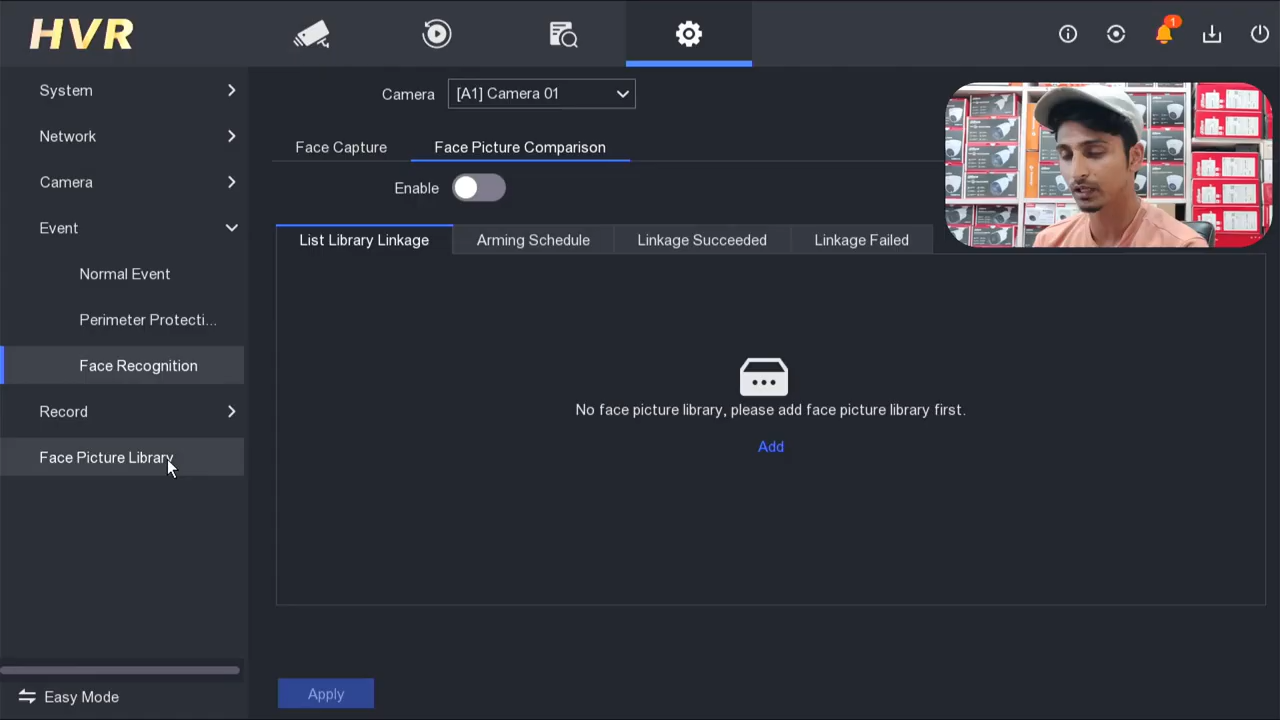 HVR
1
System
Network
Camera
Event
Normal Event
Perimeter Protecti...
Face Recognition
Record
Face Picture Library
Easy Mode
Camera [A1] Camera 01
Face Capture Face Picture Comparison
Enable
List Library Linkage Arming Schedule Linkage Succeeded Linkage Failed
No face picture library, please add face picture library first.
Add
Apply